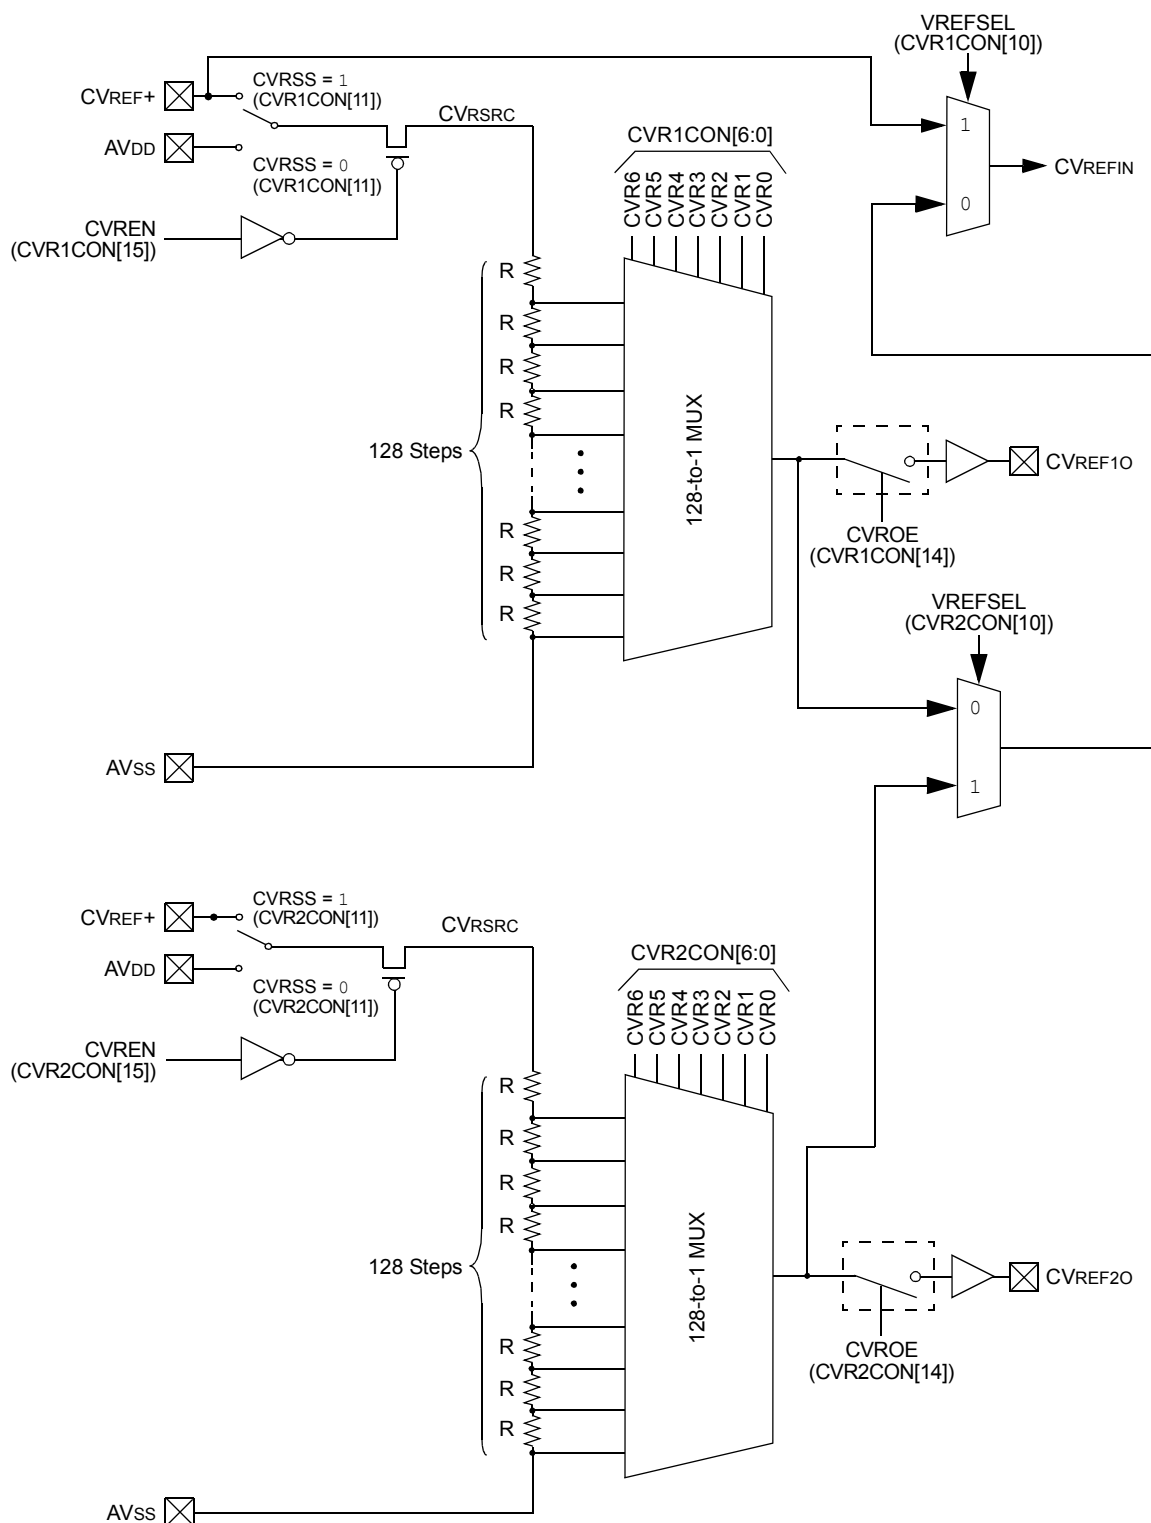 VREFSEL
(CVR1CON[10])
CVREF+
CVRSS = 1
(CVR1CON[11])
CVRSRC
AVDD
CVRSS = 0
(CVR1CON[11])
CVREN
(CVR1CON[15])
CVR1CON[6:0]
CVR6
CVR5
CVR4
CVR3
CVR2
CVR1
CVR0
1
0
CVREFIN
R
R
R
R
128 Steps
R
R
R
128-to-1 MUX
CVREF1O
CVROE
(CVR1CON[14])
VREFSEL
(CVR2CON[10])
0
1
AVSS
CVREF+
CVRSS = 1
(CVR2CON[11])
CVRSRC
AVDD
CVRSS = 0
(CVR2CON[11])
CVREN
(CVR2CON[15])
CVR2CON[6:0]
CVR6
CVR5
CVR4
CVR3
CVR2
CVR1
CVR0
R
R
R
R
128 Steps
R
R
R
128-to-1 MUX
CVREF2O
CVROE
(CVR2CON[14])
AVSS